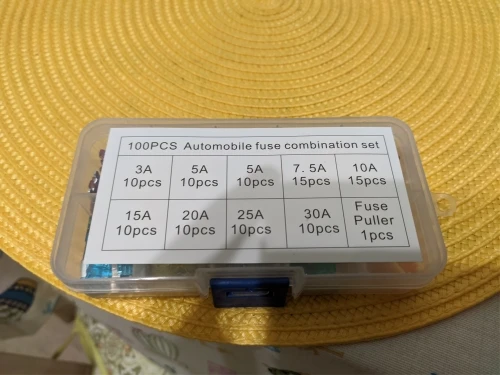 100PCS Automobile fuse combination set
3A
10pcs
5A
10pcs
5A
10pcs
7.5A
15pcs
10A
15pcs
15A
10pcs
20A
10pcs
25A
10pcs
30A
10pcs
Fuse
Puller
1pcs